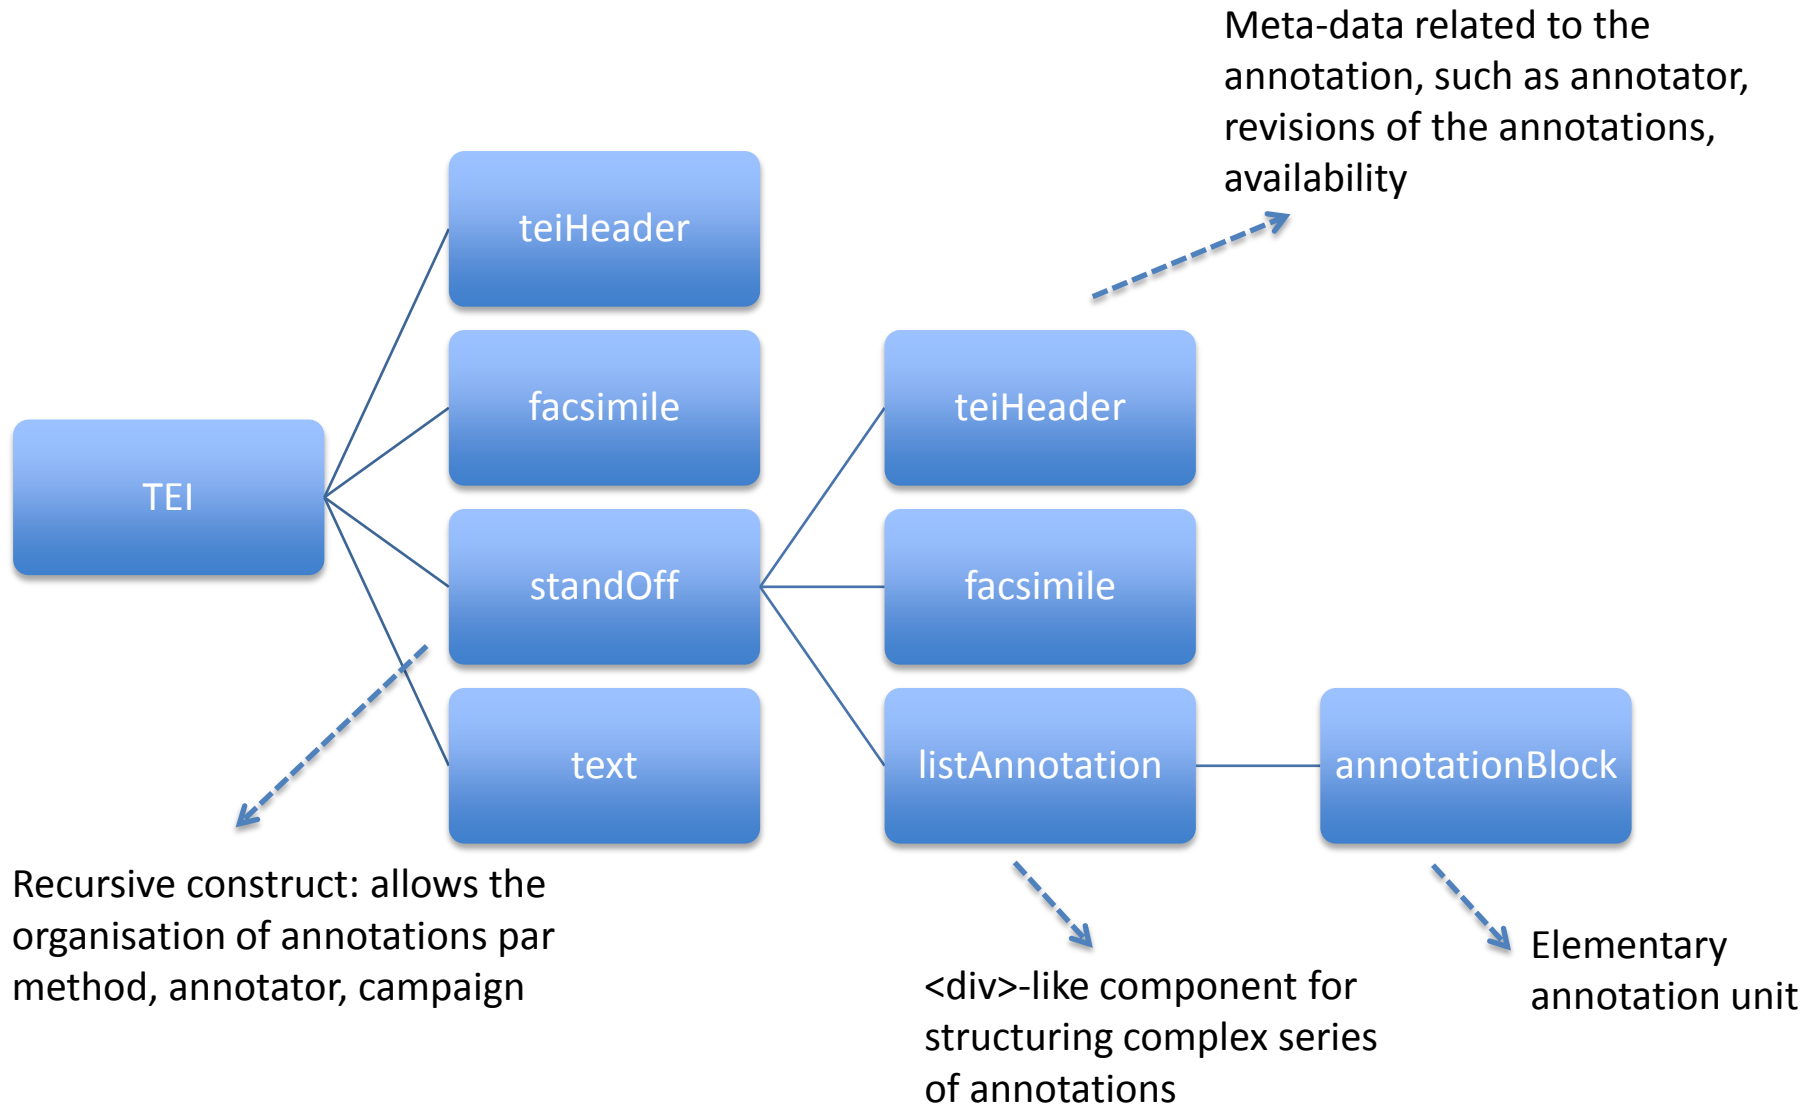 Meta-data related to the
annotation, such as annotator,
revisions of the annotations,
availability
teiHeader
facsimile
teiHeader
TEI
standOff
facsimile
text
listAnnotation
annotationBlock
Recursive construct: allows the
organisation of annotations par
method, annotator, campaign
<div>-like component for
structuring complex series
of annotations
Elementary
annotation unit